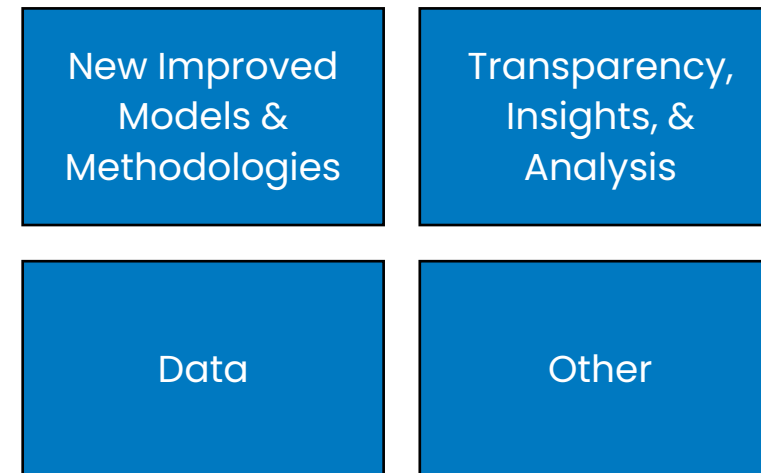 New Improved
Models &
Methodologies
Transparency,
Insights, &
Analysis
Data
Other